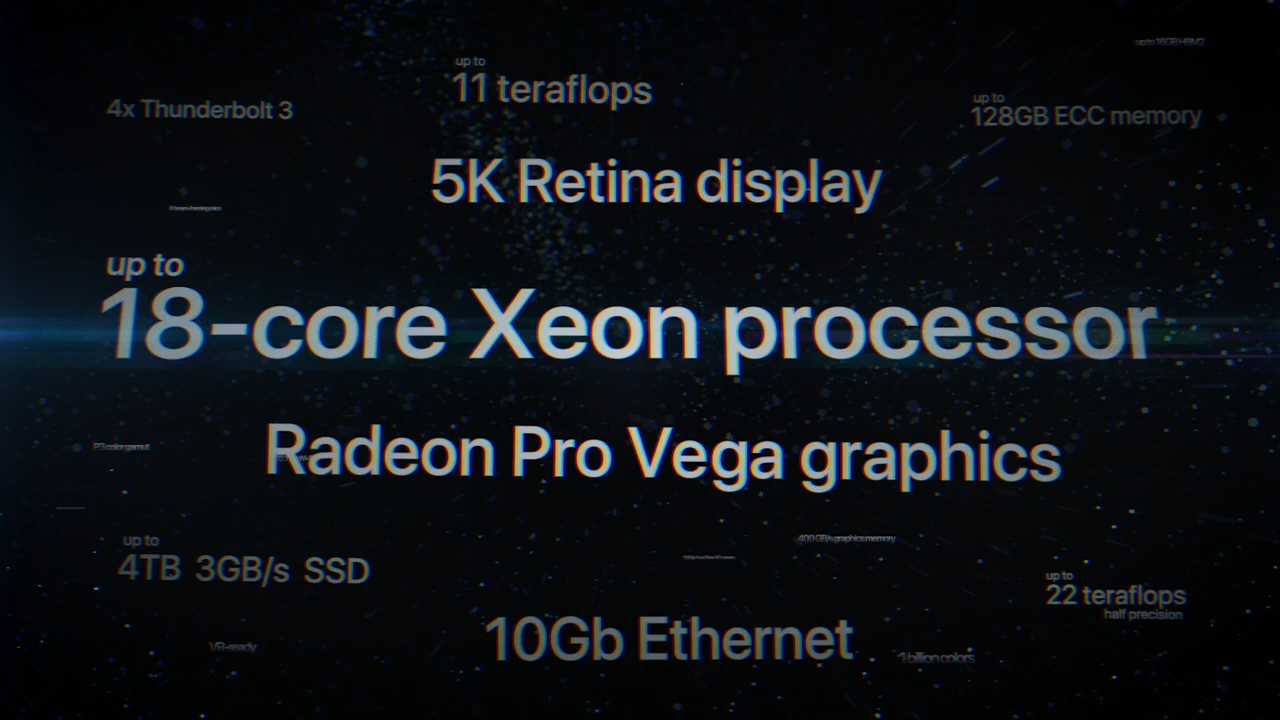 up to 16GB HBM2
up to
11 teraflops
4x Thunderbolt 3
up to
128GB ECC memory
5K Retina display
up to
18-core Xeon processor
Radeon Pro Vega graphics
P3 color gamut
up to
4TB 3GB/s SSD
400 GB/s graphics memory
up to
22 teraflops
half precision
10Gb Ethernet
VR-ready
1 billion colors